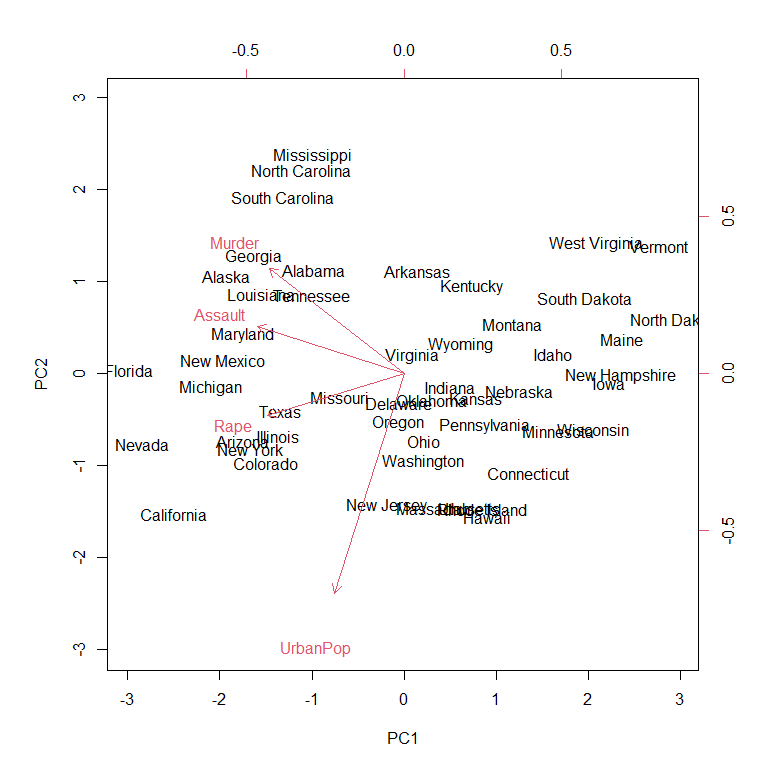 -0.5 0.0 0.5
3
2
1
0
-1
-2
-3
PC2
0.5
0.0
-0.5
Mississippi
North Carolina
South Carolina
Murder
West Virginia
Vermont
Georgia
Alaska
Alabama
Arkansas
Kentucky
Louisiana
Tennessee
South Dakota
Assault
North Dak
Montana
Maryland
Maine
Wyoming
Virginia
Idaho
New Mexico
Florida
New Hampshire
Iowa
Michigan
Indiana
Nebraska
Missouri
Delaware
Oklahoma
Kansas
Texas
Rape
Oregon
Pennsylvania
Minnesota
Wisconsin
Illinois
Arizona
Ohio
Nevada
New York
Colorado
Washington
Connecticut
New Jersey
Island
Hawaii
California
UrbanPop
-3 -2 -1 0 1 2 3
PC1